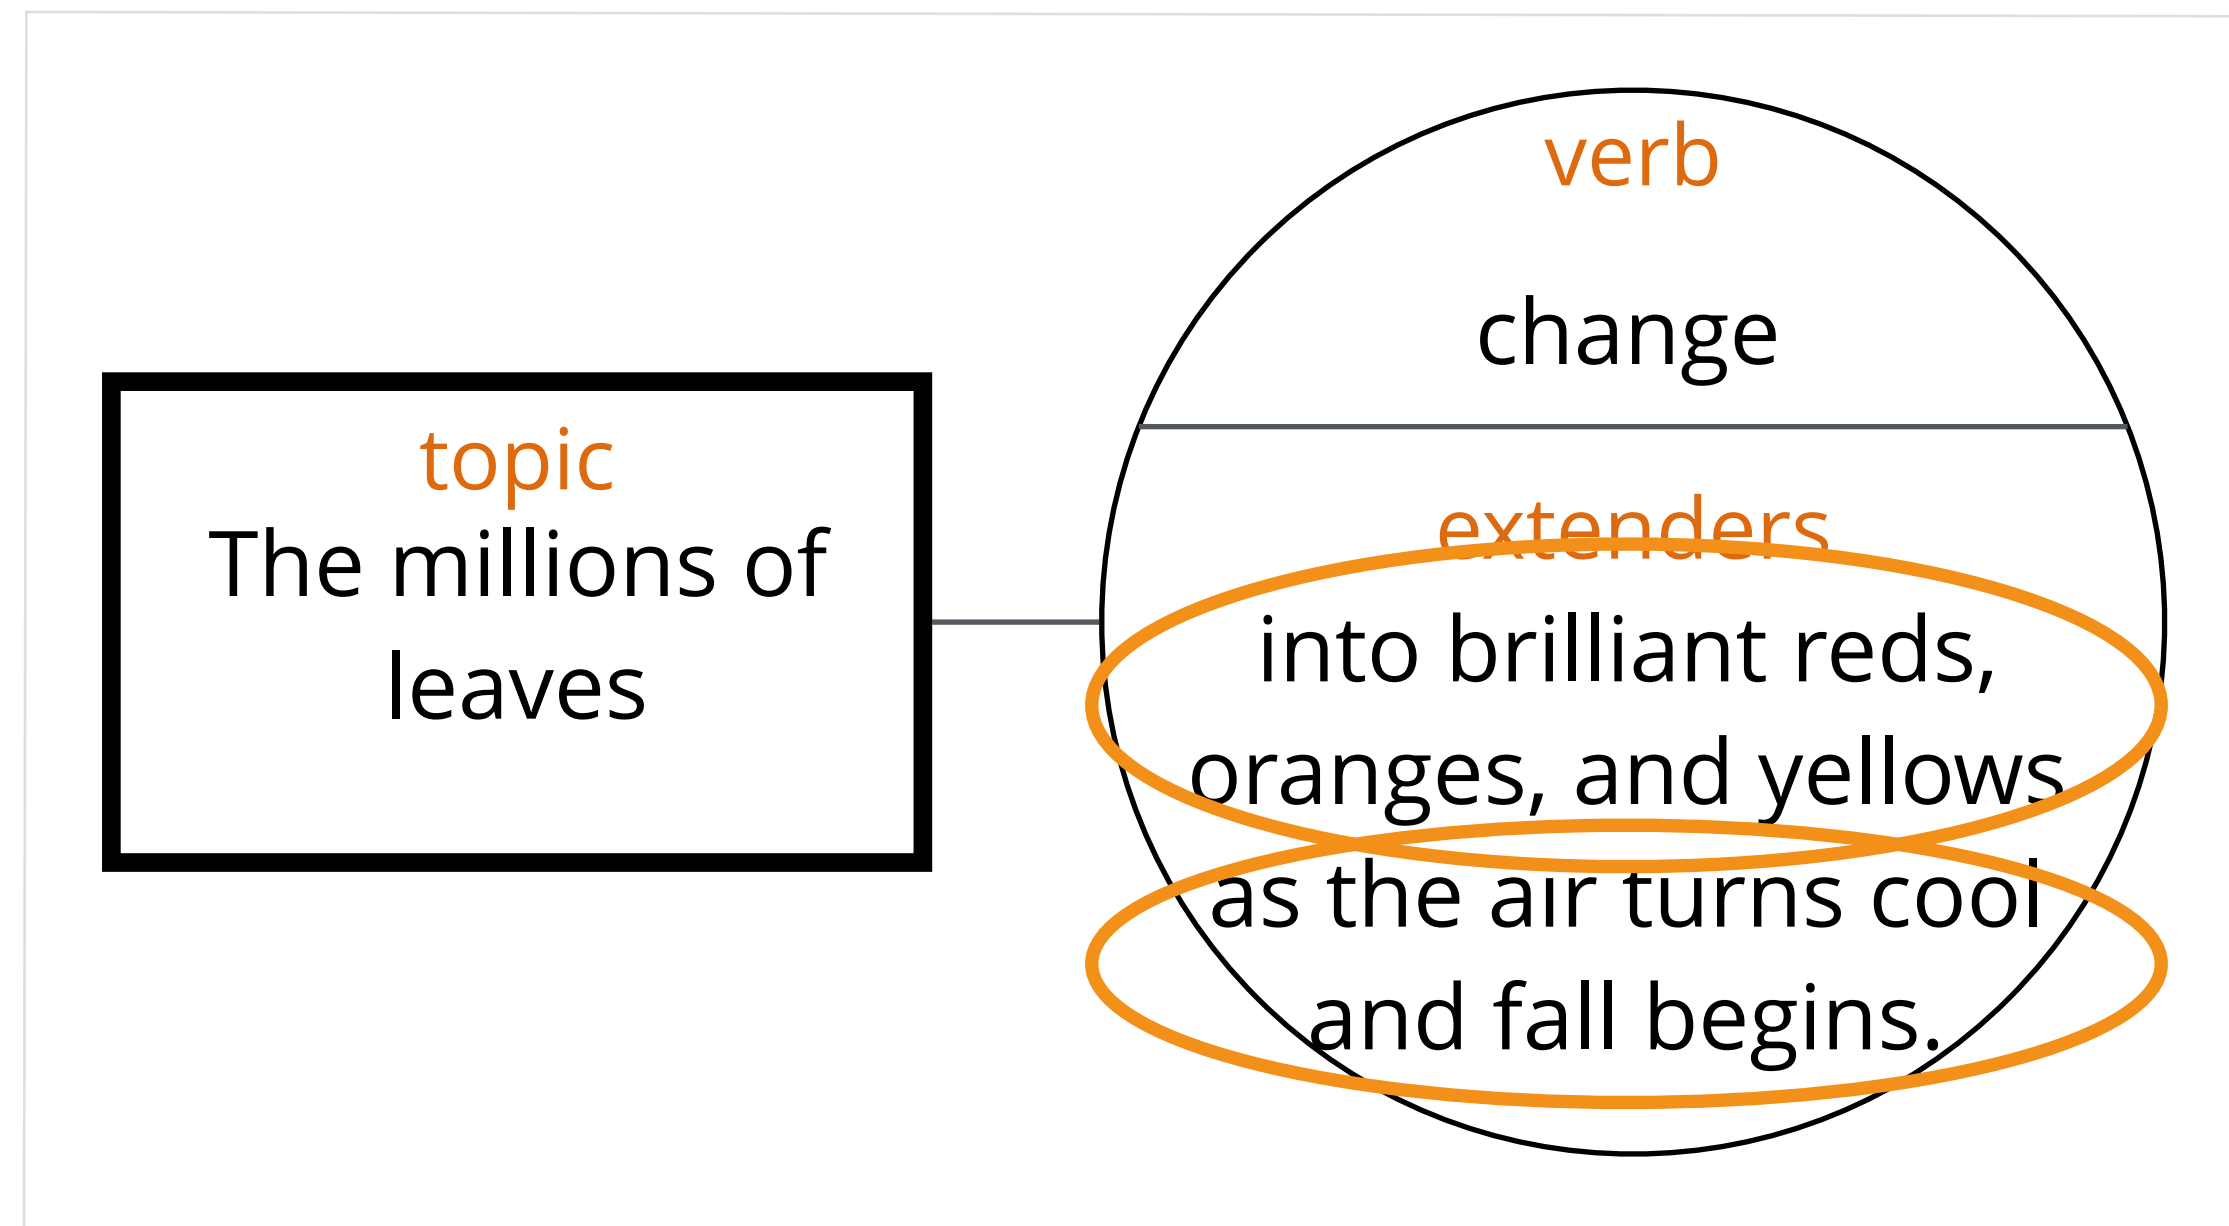 topic
The millions of
leaves
verb
change
extenders
into brilliant reds,
oranges, and yellows
as the air turns cool
and fall begins.